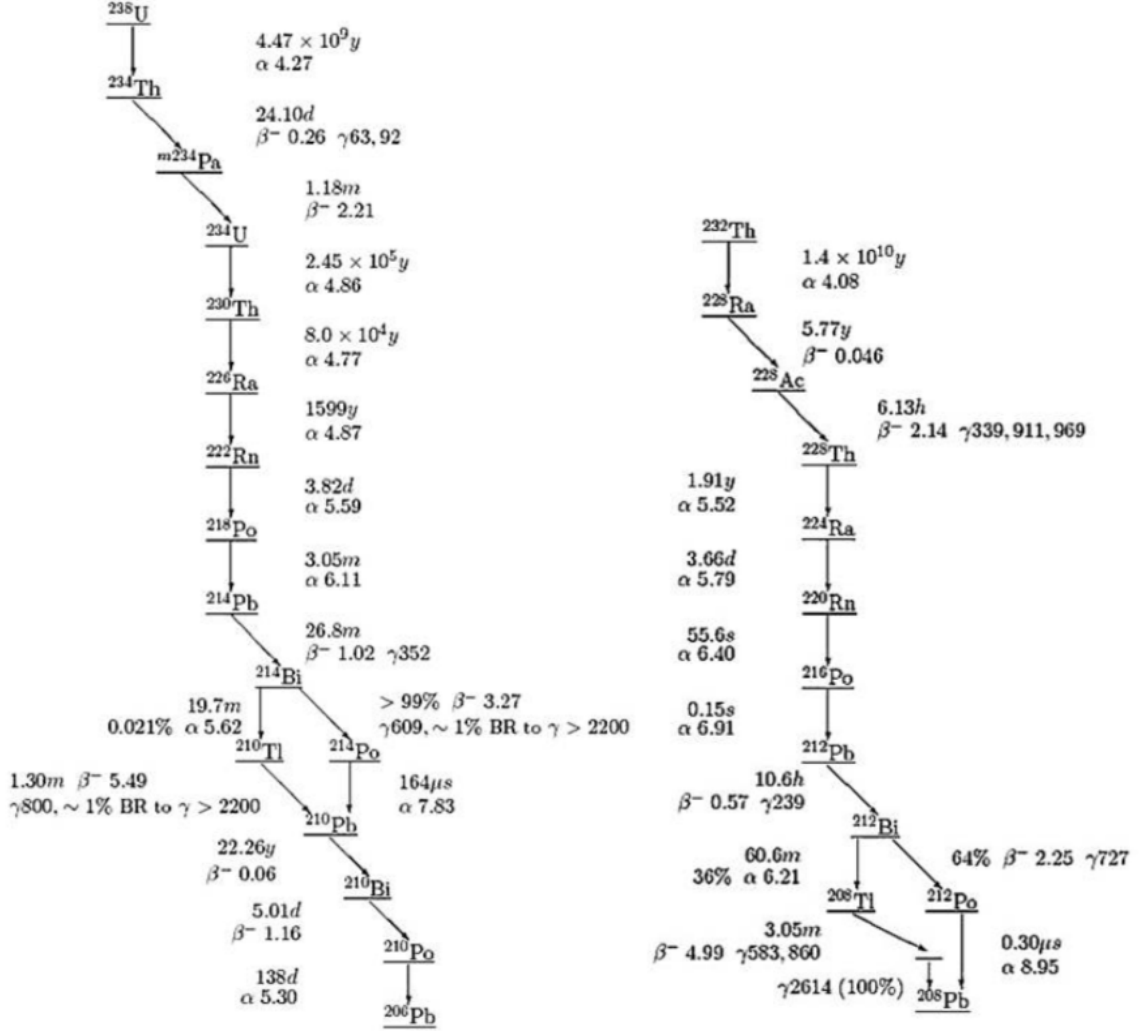 ²³⁸U
4.47 × 10⁹y
α 4.27
²³⁴Th
24.10d
β⁻ 0.26 γ63, 92
ᵐ²³⁴Pa
1.18m
β⁻ 2.21
²³⁴U
2.45 × 10⁵y
α 4.86
²³⁰Th
8.0 × 10⁴y
α 4.77
²²⁶Ra
1599y
α 4.87
²²²Rn
3.82d
α 5.59
²¹⁸Po
3.05m
α 6.11
²¹⁴Pb
26.8m
β⁻ 1.02 γ352
²¹⁴Bi
19.7m
0.021% α 5.62
> 99% β⁻ 3.27
γ609, ∼ 1% BR to γ > 2200
²¹⁰Tl
²¹⁴Po
1.30m β⁻ 5.49
γ800, ∼ 1% BR to γ > 2200
164μs
α 7.83
²¹⁰Pb
22.26y
β⁻ 0.06
²¹⁰Bi
5.01d
β⁻ 1.16
²¹⁰Po
138d
α 5.30
²⁰⁶Pb
²³²Th
1.4 × 10¹⁰y
α 4.08
²²⁸Ra
5.77y
β⁻ 0.046
²²⁸Ac
6.13h
β⁻ 2.14 γ339, 911, 969
²²⁸Th
1.91y
α 5.52
²²⁴Ra
3.66d
α 5.79
²²⁰Rn
55.6s
α 6.40
²¹⁶Po
0.15s
α 6.91
²¹²Pb
10.6h
β⁻ 0.57 γ239
²¹²Bi
60.6m
36% α 6.21
64% β⁻ 2.25 γ727
²⁰⁸Tl
²¹²Po
3.05m
β⁻ 4.99 γ583, 860
0.30μs
α 8.95
γ2614 (100%)
²⁰⁸Pb